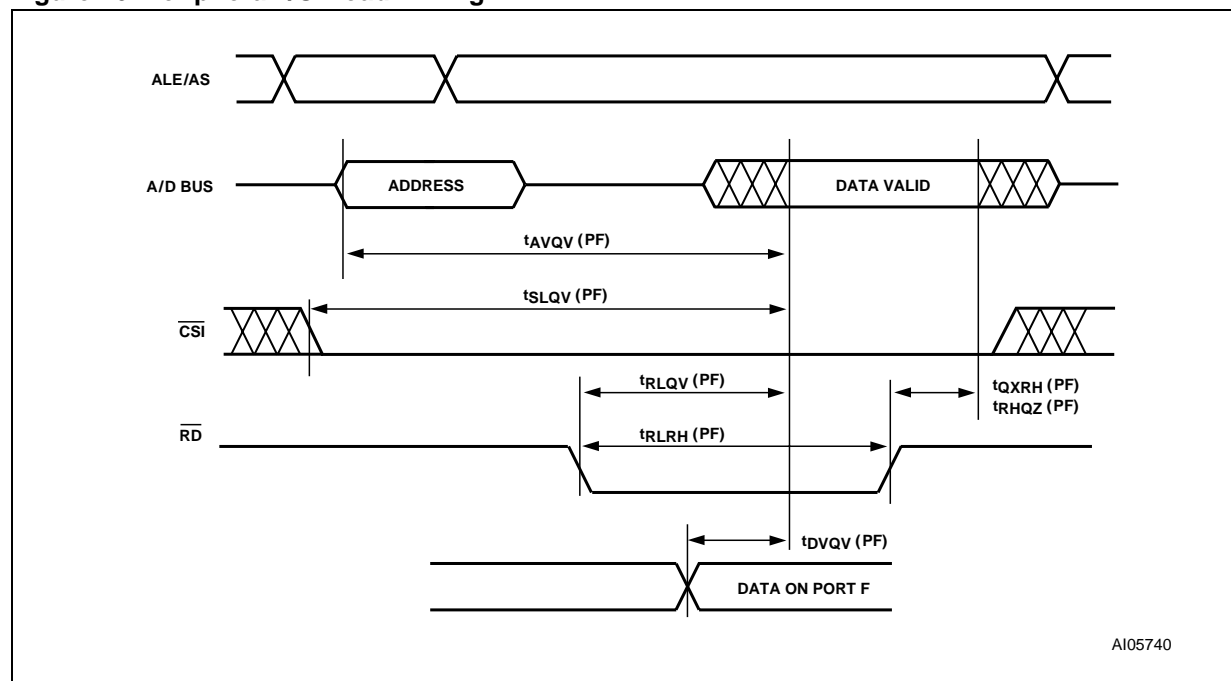 ALE/AS
A/D BUS
ADDRESS
DATA VALID
tAVQV (PF)
tSLQV (PF)
CSI
tRLQV (PF)
tQXRH (PF)
tRHQZ (PF)
RD
tRLRH (PF)
tDVQV (PF)
DATA ON PORT F
AI05740